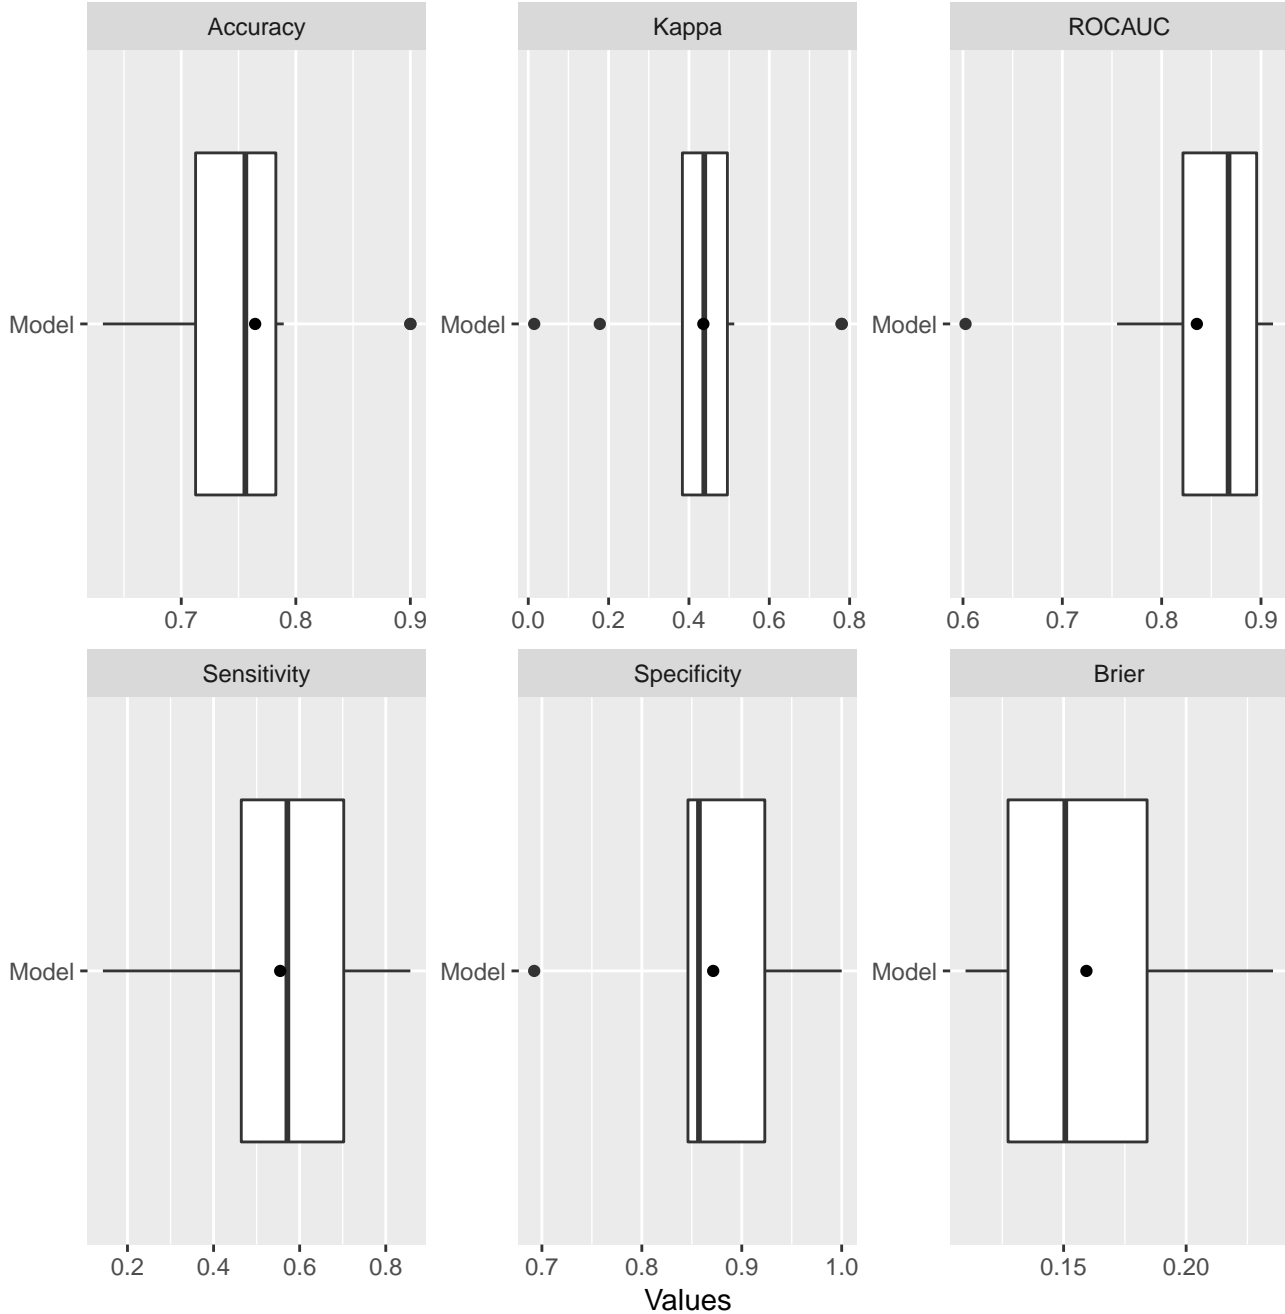 Accuracy Kappa ROCAUC
Model Model Model
0.7 0.8 0.9 0.0 0.2 0.4 0.6 0.8 0.6 0.7 0.8 0.9
Sensitivity Specificity Brier
Model Model Model
0.2 0.4 0.6 0.8 0.7 0.8 0.9 1.0 0.15 0.20
Values